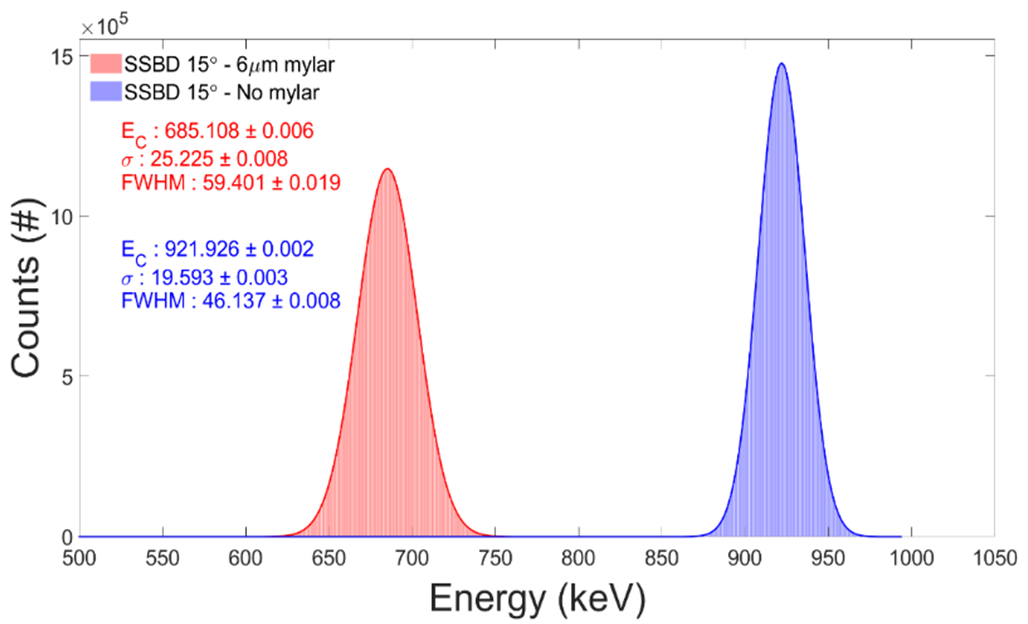 ×10⁵
15
10
5
0
Counts (#)
SSBD 15° - 6μm mylar
SSBD 15° - No mylar
E_C : 685.108 ± 0.006
σ : 25.225 ± 0.008
FWHM : 59.401 ± 0.019
E_C : 921.926 ± 0.002
σ : 19.593 ± 0.003
FWHM : 46.137 ± 0.008
500 550 600 650 700 750 800 850 900 950 1000 1050
Energy (keV)